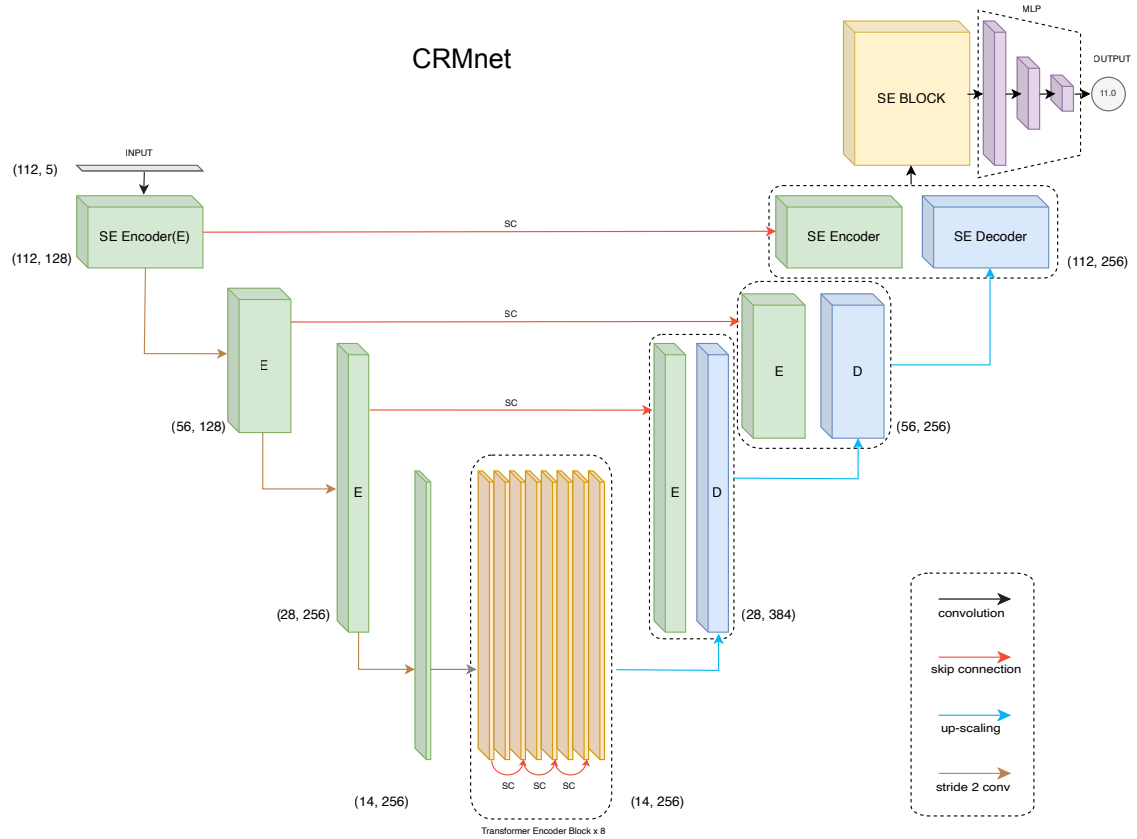 CRMnet
MLP
OUTPUT
11.0
SE BLOCK
INPUT
(112, 5)
SE Encoder(E)
(112, 128)
SC
SE Encoder
SE Decoder
(112, 256)
E
(56, 128)
SC
E
D
(56, 256)
E
(28, 256)
SC
E
D
(28, 384)
SC
SC
SC
(14, 256)
(14, 256)
Transformer Encoder Block x 8
convolution
skip connection
up-scaling
stride 2 conv